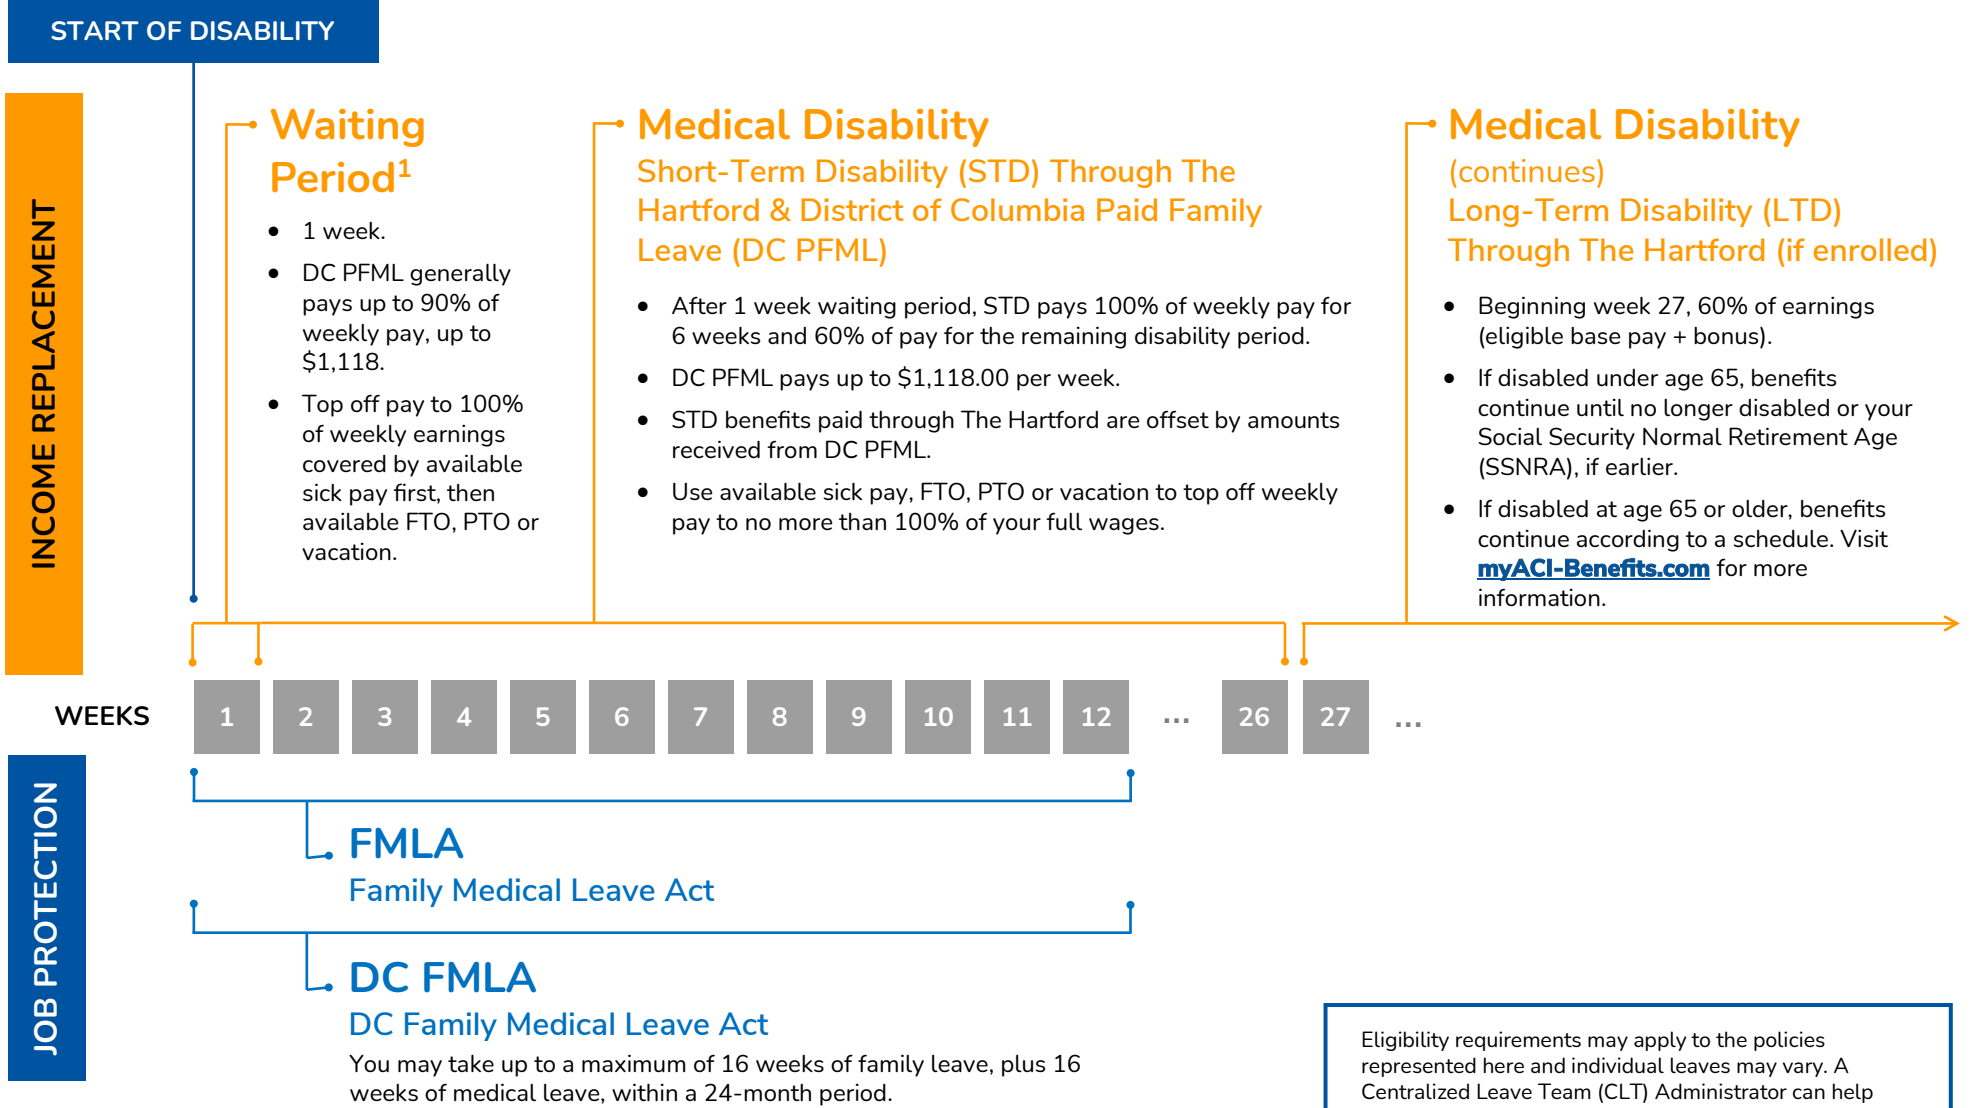 START OF DISABILITY
INCOME REPLACEMENT
Waiting
Period¹
• 1 week.
• DC PFML generally
pays up to 90% of
weekly pay, up to
$1,118.
• Top off pay to 100%
of weekly earnings
covered by available
sick pay first, then
available FTO, PTO or
vacation.
Medical Disability
Short-Term Disability (STD) Through The
Hartford & District of Columbia Paid Family
Leave (DC PFML)
• After 1 week waiting period, STD pays 100% of weekly pay for
6 weeks and 60% of pay for the remaining disability period.
• DC PFML pays up to $1,118.00 per week.
• STD benefits paid through The Hartford are offset by amounts
received from DC PFML.
• Use available sick pay, FTO, PTO or vacation to top off weekly
pay to no more than 100% of your full wages.
Medical Disability
(continues)
Long-Term Disability (LTD)
Through The Hartford (if enrolled)
• Beginning week 27, 60% of earnings
(eligible base pay + bonus).
• If disabled under age 65, benefits
continue until no longer disabled or your
Social Security Normal Retirement Age
(SSNRA), if earlier.
• If disabled at age 65 or older, benefits
continue according to a schedule. Visit
myACI-Benefits.com for more
information.
WEEKS 1 2 3 4 5 6 7 8 9 10 11 12 ... 26 27 ...
JOB PROTECTION
FMLA
Family Medical Leave Act
DC FMLA
DC Family Medical Leave Act
You may take up to a maximum of 16 weeks of family leave, plus 16
weeks of medical leave, within a 24-month period.
Eligibility requirements may apply to the policies
represented here and individual leaves may vary. A
Centralized Leave Team (CLT) Administrator can help